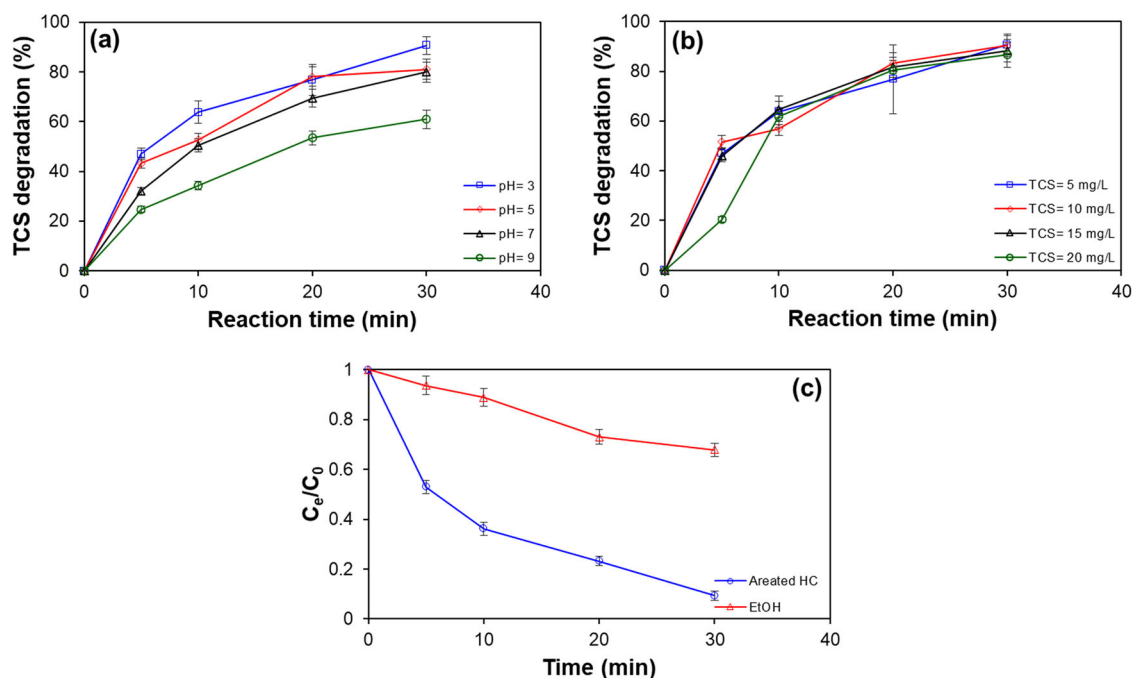 (a)
TCS degradation (%)
100
80
60
40
20
0
0 10 20 30 40
Reaction time (min)
pH= 3
pH= 5
pH= 7
pH= 9
(b)
TCS degradation (%)
100
80
60
40
20
0
0 10 20 30 40
Reaction time (min)
TCS= 5 mg/L
TCS= 10 mg/L
TCS= 15 mg/L
TCS= 20 mg/L
(c)
Ce/C0
1
0.8
0.6
0.4
0.2
0
0 10 20 30 40
Time (min)
Areated HC
EtOH